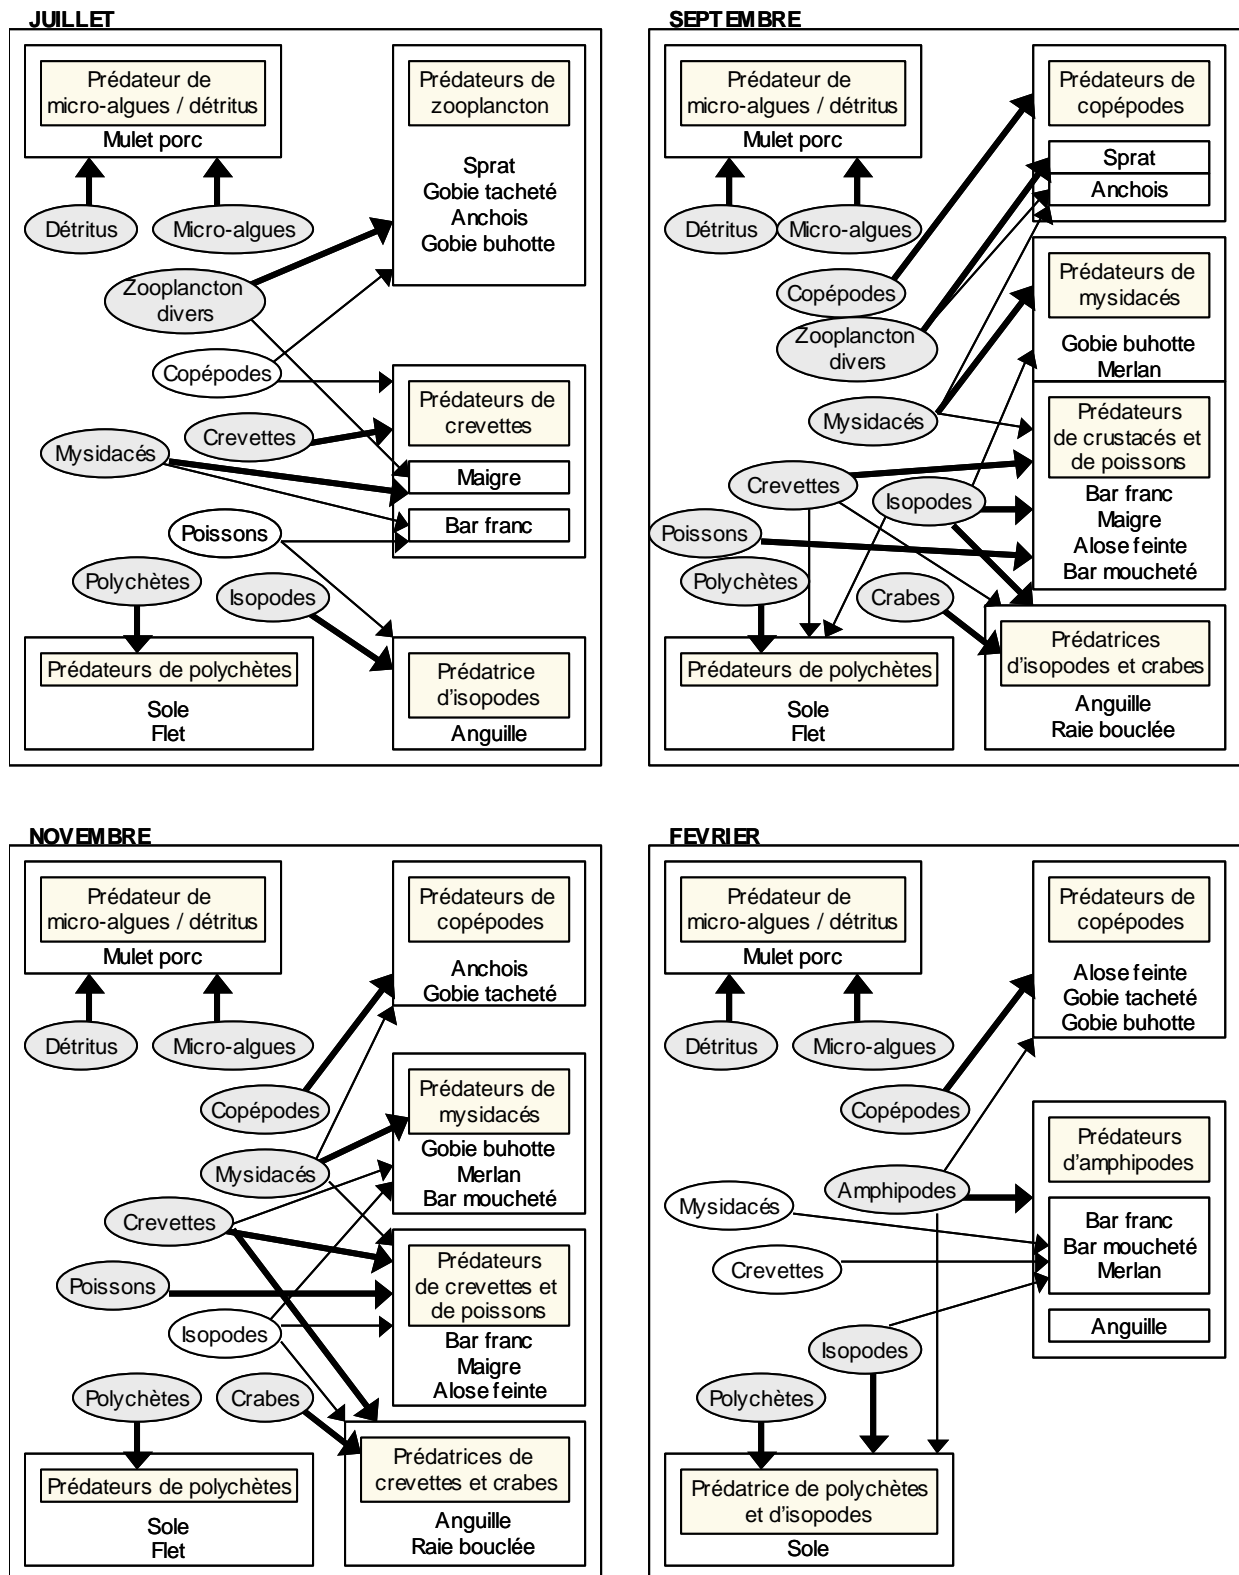 JUILLET
Prédateur de
micro-algues / détritus
Mulet porc
Prédateurs de
zooplancton
Sprat
Gobie tacheté
Anchois
Gobie buhotte
Détritus
Micro-algues
Zooplancton
divers
Copépodes
Prédateurs de
crevettes
Crevettes
Mysidacés
Maigre
Bar franc
Poissons
Polychètes
Isopodes
Prédateurs de polychètes
Sole
Flet
Prédatrice
d'isopodes
Anguille
SEPTEMBRE
Prédateur de
micro-algues / détritus
Mulet porc
Prédateurs de
copépodes
Sprat
Anchois
Détritus
Micro-algues
Copépodes
Zooplancton
divers
Prédateurs de
mysidacés
Gobie buhotte
Merlan
Mysidacés
Prédateurs
de crustacés et
de poissons
Bar franc
Maigre
Alose feinte
Bar moucheté
Crevettes
Isopodes
Poissons
Polychètes
Crabes
Prédateurs de polychètes
Sole
Flet
Prédatrices
d'isopodes et crabes
Anguille
Raie bouclée
NOVEMBRE
Prédateur de
micro-algues / détritus
Mulet porc
Prédateurs de
copépodes
Anchois
Gobie tacheté
Détritus
Micro-algues
Copépodes
Prédateurs de
mysidacés
Gobie buhotte
Merlan
Bar moucheté
Mysidacés
Crevettes
Poissons
Isopodes
Prédateurs
de crevettes et
de poissons
Bar franc
Maigre
Alose feinte
Polychètes
Crabes
Prédateurs de polychètes
Sole
Flet
Prédatrices de
crevettes et crabes
Anguille
Raie bouclée
FEVRIER
Prédateur de
micro-algues / détritus
Mulet porc
Prédateurs de
copépodes
Alose feinte
Gobie tacheté
Gobie buhotte
Détritus
Micro-algues
Copépodes
Prédateurs
d'amphipodes
Amphipodes
Mysidacés
Crevettes
Bar franc
Bar moucheté
Merlan
Anguille
Isopodes
Polychètes
Prédatrice de polychètes
et d'isopodes
Sole